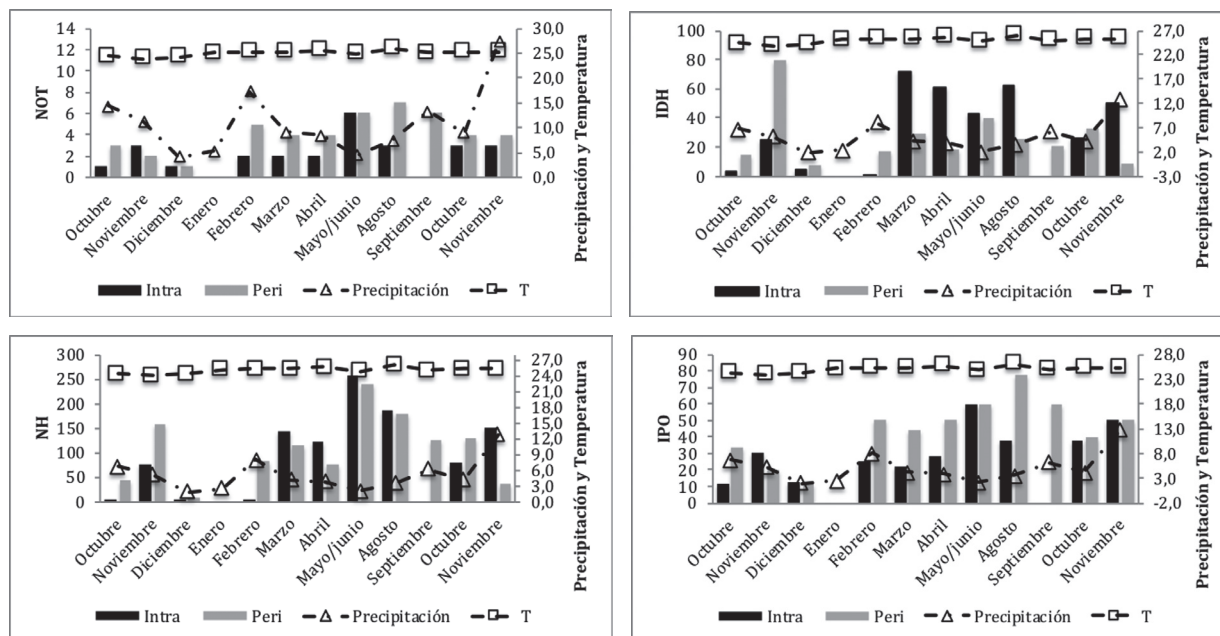 NOT
14
12
10
8
6
4
2
0
30,0
25,0
20,0
15,0
10,0
5,0
0,0
Precipitación y Temperatura
Octubre
Noviembre
Diciembre
Enero
Febrero
Marzo
Abril
Mayo/junio
Agosto
Septiembre
Octubre
Noviembre
Intra Peri Precipitación T
IDH
100
80
60
40
20
0
27,0
22,0
17,0
12,0
7,0
2,0
-3,0
Precipitación y Temperatura
Octubre
Noviembre
Diciembre
Enero
Febrero
Marzo
Abril
Mayo/junio
Agosto
Septiembre
Octubre
Noviembre
Intra Peri Precipitación T
NH
300
250
200
150
100
50
0
27,0
24,0
21,0
18,0
15,0
12,0
9,0
6,0
3,0
0,0
Precipitación y Temperatura
Octubre
Noviembre
Diciembre
Enero
Febrero
Marzo
Abril
Mayo/junio
Agosto
Septiembre
Octubre
Noviembre
Intra Peri Precipitación T
IPO
90
80
70
60
50
40
30
20
10
0
28,0
23,0
18,0
13,0
8,0
3,0
-2,0
Precipitación y Temperatura
Octubre
Noviembre
Diciembre
Enero
Febrero
Marzo
Abril
Mayo/junio
Agosto
Septiembre
Octubre
Noviembre
Intra Peri Precipitación T